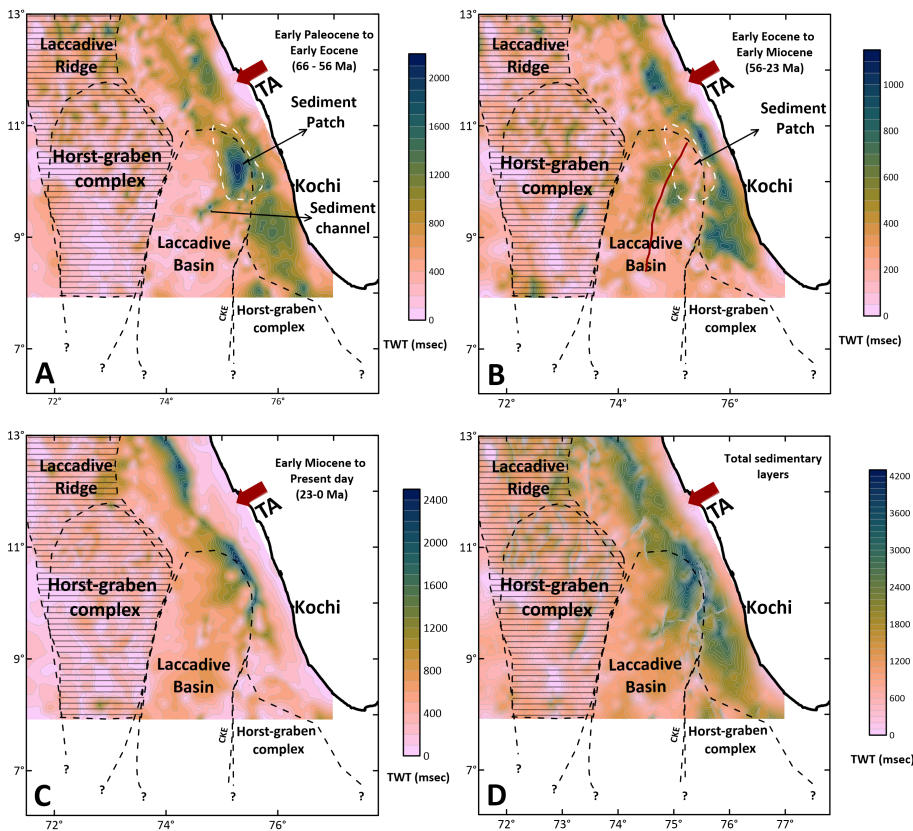 13°
11°
9°
7°
72°
74°
76°
Laccadive
Ridge
Early Paleocene to
Early Eocene
(66 - 56 Ma)
TA
Sediment
Patch
Horst-graben
complex
Kochi
Sediment
channel
Laccadive
Basin
CKE
Horst-graben
complex
?
?
?
?
?
A
2000
1600
1200
800
400
0
TWT (msec)
13°
11°
9°
7°
72°
74°
76°
Laccadive
Ridge
Early Eocene to
Early Miocene
(56-23 Ma)
TA
Sediment
Patch
Horst-graben
complex
Kochi
Laccadive
Basin
CKE
Horst-graben
complex
?
?
?
?
?
B
1000
800
600
400
200
0
TWT (msec)
13°
11°
9°
7°
72°
74°
76°
Laccadive
Ridge
Early Miocene to
Present day
(23-0 Ma)
TA
Horst-graben
complex
Kochi
Laccadive
Basin
CKE
Horst-graben
complex
?
?
?
?
?
C
2400
2000
1600
1200
800
400
0
TWT (msec)
13°
11°
9°
7°
72°
73°
74°
75°
76°
77°
Laccadive
Ridge
Total sedimentary
layers
TA
Horst-graben
complex
Kochi
Laccadive
Basin
CKE
Horst-graben
complex
?
?
?
?
?
D
4200
3600
3000
2400
1800
1200
600
0
TWT (msec)